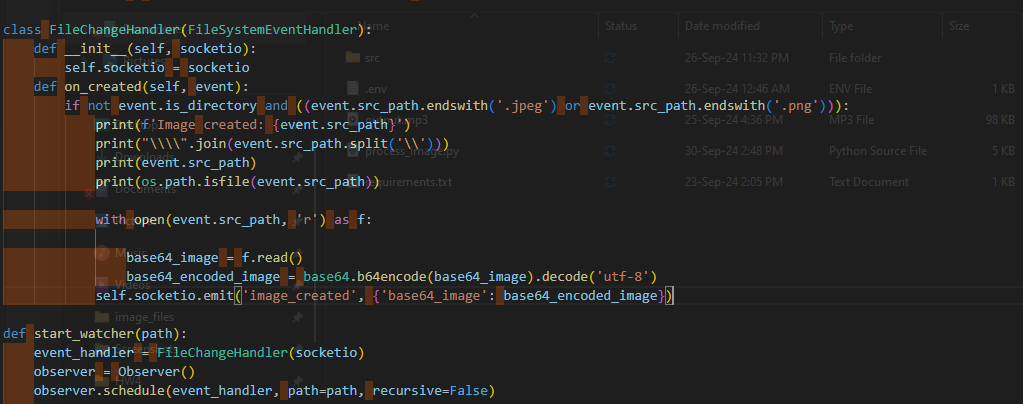 Name Status Date modified Type Size
class FileChangeHandler(FileSystemEventHandler):
def __init__(self, socketio):
self.socketio = socketio
src 26-Sep-24 11:32 PM File folder
def on_created(self, event):
.env 26-Sep-24 12:46 AM ENV File 1 KB
if not event.is_directory and ((event.src_path.endswith('.jpeg') or event.src_path.endswith('.png'))):
print(f'Image created: {event.src_path}')
.mp3 25-Sep-24 4:36 PM MP3 File 98 KB
print("\\\\".join(event.src_path.split('\\')))
process_image.py 30-Sep-24 2:48 PM Python Source File 5 KB
Downloads
print(event.src_path)
print(os.path.isfile(event.src_path))
requirements.txt 23-Sep-24 2:05 PM Text Document 1 KB
Documents
with open(event.src_path, 'r') as f:
Music
base64_image = f.read()
base64_encoded_image = base64.b64encode(base64_image).decode('utf-8')
Videos
self.socketio.emit('image_created', {'base64_image': base64_encoded_image})
image_files
def start_watcher(path):
event_handler = FileChangeHandler(socketio)
observer = Observer()
HW4
observer.schedule(event_handler, path=path, recursive=False)